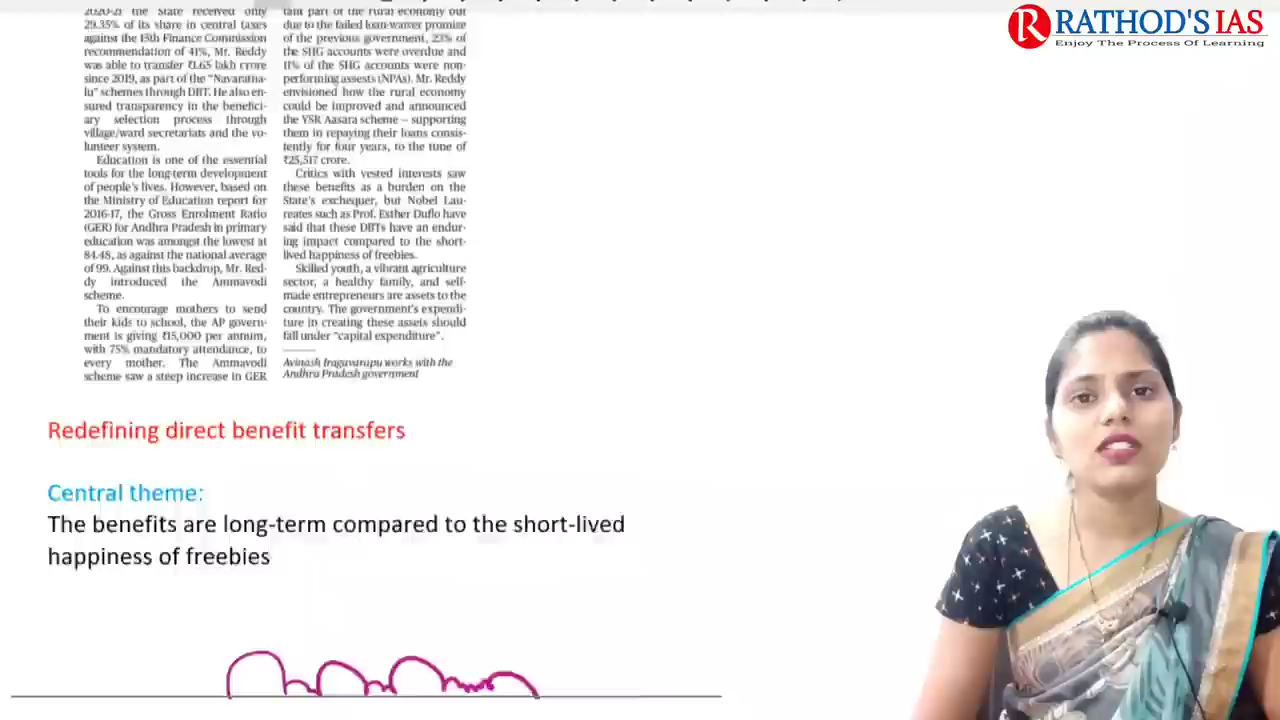 2020-21 the State received only
29.35% of its share in central taxes
against the 15th Finance Commission
recommendation of 41%, Mr. Reddy
was able to transfer ₹1.65 lakh crore
since 2019, as part of the "Navaratna-
lu" schemes through DBT. He also en-
sured transparency in the benefici-
ary selection process through
village/ward secretariats and the vo-
lunteer system.
Education is one of the essential
tools for the long-term development
of people's lives. However, based on
the Ministry of Education report for
2016-17, the Gross Enrolment Ratio
(GER) for Andhra Pradesh in primary
education was amongst the lowest at
84.48, as against the national average
of 99. Against this backdrop, Mr. Red-
dy introduced the Ammavodi
scheme.
To encourage mothers to send
their kids to school, the AP govern-
ment is giving ₹15,000 per annum,
with 75% mandatory attendance, to
every mother. The Ammavodi
scheme saw a steep increase in GER
tant part of the rural economy but
due to the failed loan-waiver promise
of the previous government, 23% of
the SHG accounts were overdue and
11% of the SHG accounts were non-
performing assests (NPAs). Mr. Reddy
envisioned how the rural economy
could be improved and announced
the YSR Aasara scheme – supporting
them in repaying their loans consis-
tently for four years, to the tune of
₹25,517 crore.
Critics with vested interests saw
these benefits as a burden on the
State's exchequer, but Nobel Lau-
reates such as Prof. Esther Duflo have
said that these DBTs have an endur-
ing impact compared to the short-
lived happiness of freebies.
Skilled youth, a vibrant agriculture
sector, a healthy family, and self-
made entrepreneurs are assets to the
country. The government's expendi-
ture in creating these assets should
fall under "capital expenditure".
Avinash Iragavarapu works with the
Andhra Pradesh government
R RATHOD'S IAS
Enjoy The Process Of Learning
Redefining direct benefit transfers
Central theme:
The benefits are long-term compared to the short-lived
happiness of freebies